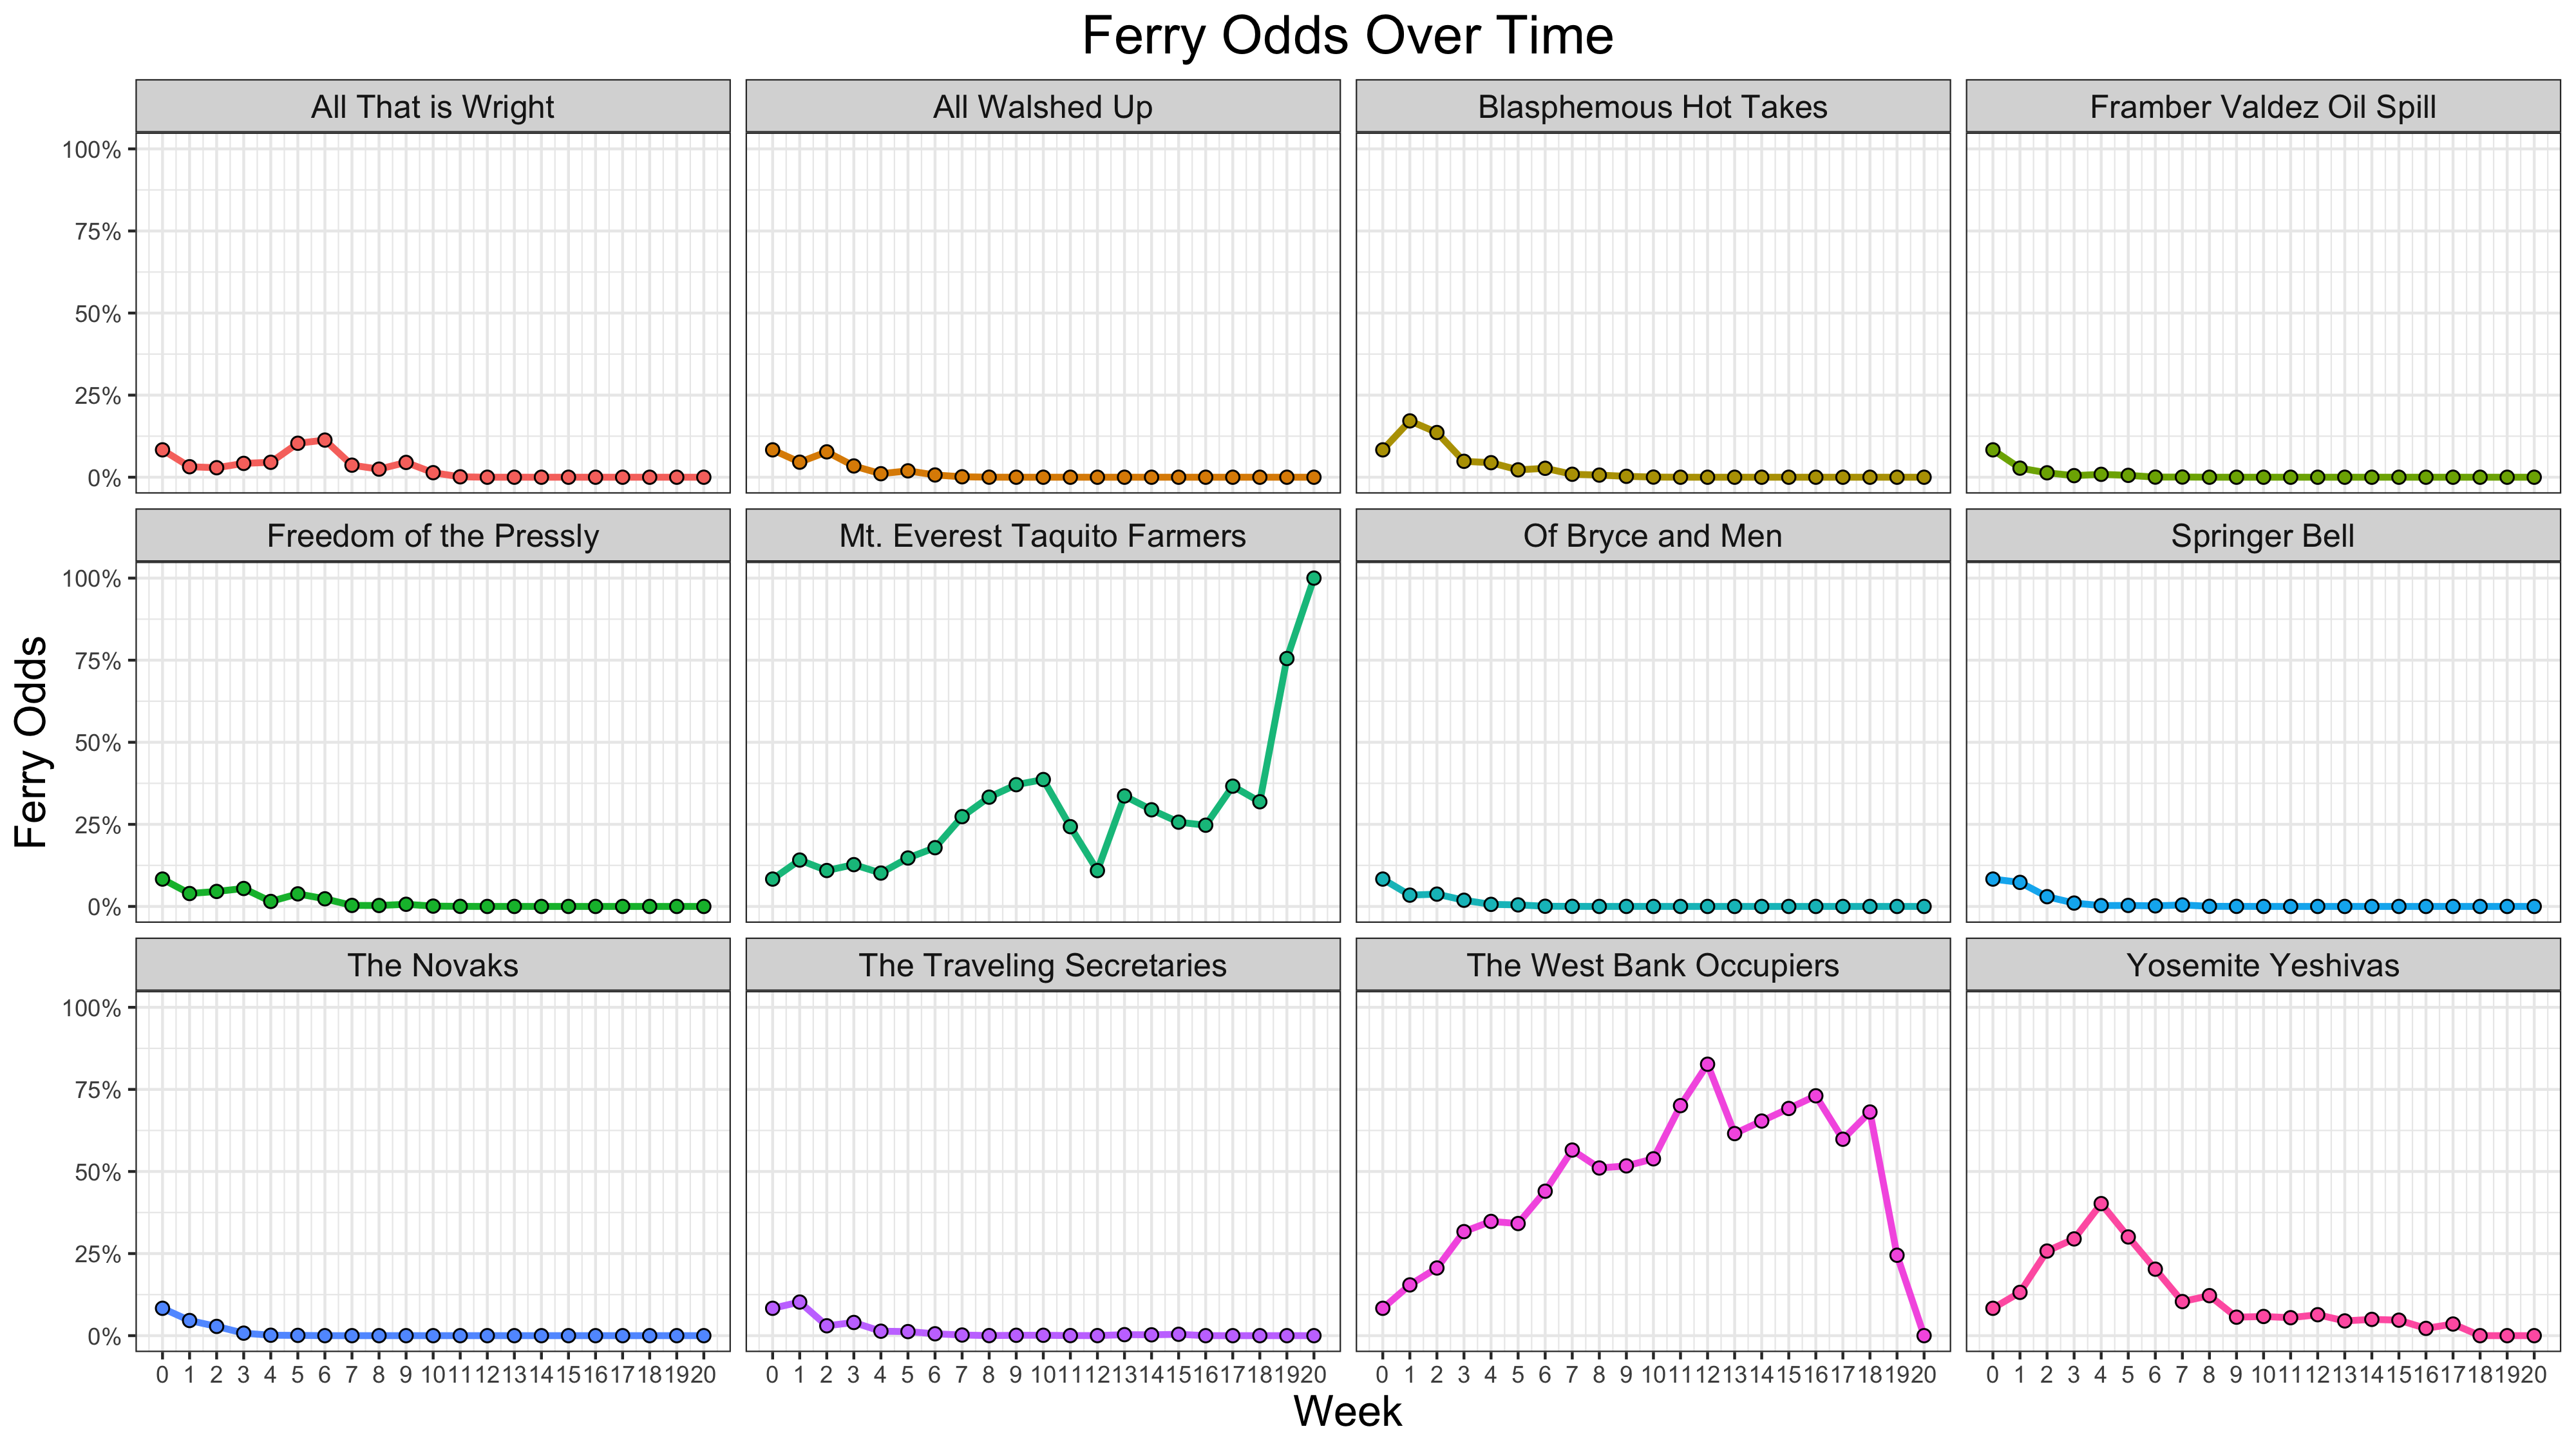 Ferry Odds Over Time
All That is Wright
All Walshed Up
Blasphemous Hot Takes
Framber Valdez Oil Spill
100%
75%
50%
25%
0%
Freedom of the Pressly
Mt. Everest Taquito Farmers
Of Bryce and Men
Springer Bell
100%
75%
50%
25%
0%
Ferry Odds
The Novaks
The Traveling Secretaries
The West Bank Occupiers
Yosemite Yeshivas
100%
75%
50%
25%
0%
0 1 2 3 4 5 6 7 8 9 10 11 12 13 14 15 16 17 18 19 20
0 1 2 3 4 5 6 7 8 9 10 11 12 13 14 15 16 17 18 19 20
0 1 2 3 4 5 6 7 8 9 10 11 12 13 14 15 16 17 18 19 20
0 1 2 3 4 5 6 7 8 9 10 11 12 13 14 15 16 17 18 19 20
Week